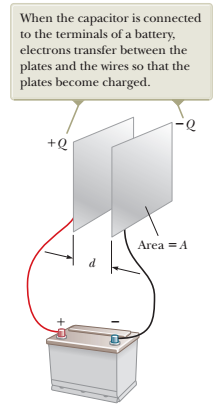 When the capacitor is connected
to the terminals of a battery,
electrons transfer between the
plates and the wires so that the
plates become charged.
−Q
+Q
Area = A
d
+ −